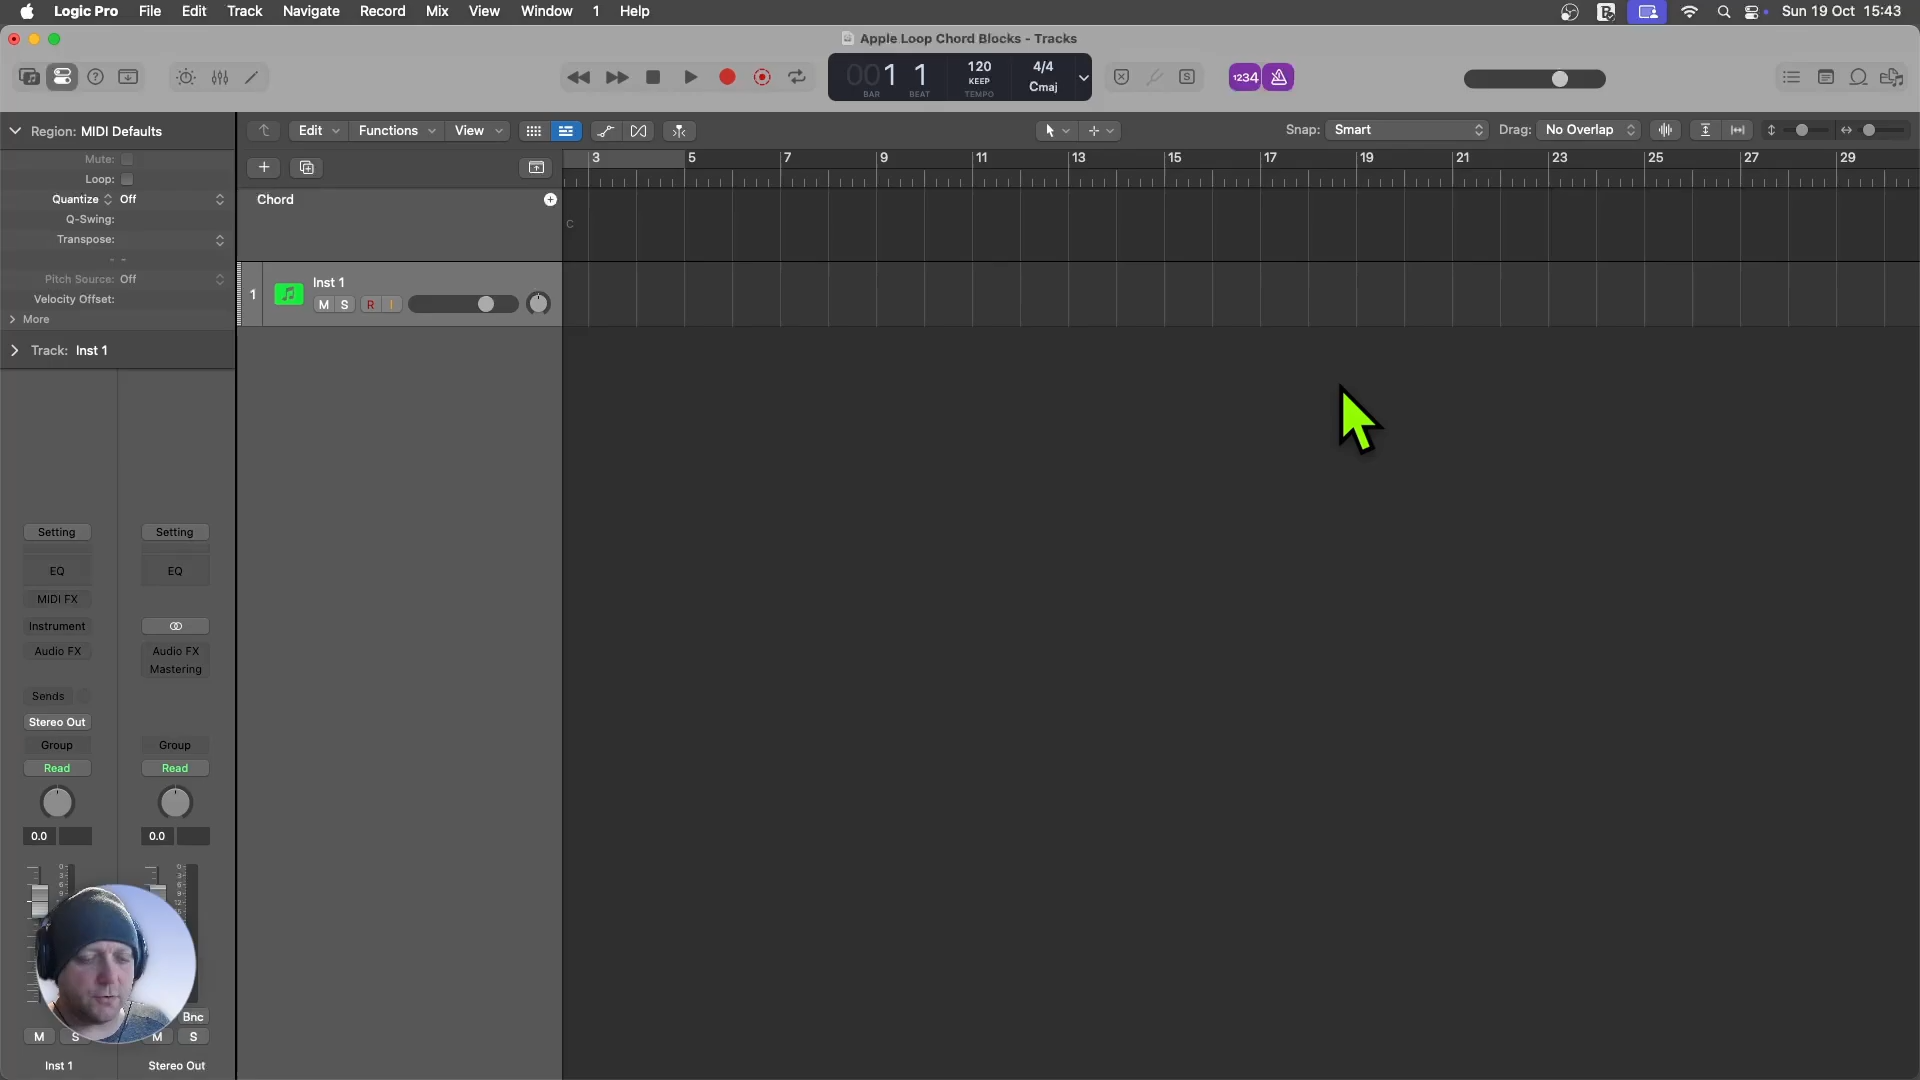 Logic Pro File Edit Track Navigate Record Mix View Window 1 Help
Sun 19 Oct 15:43
Apple Loop Chord Blocks - Tracks
001 1
BAR BEAT
120
KEEP
TEMPO
4/4
Cmaj
S
1234
Region: MIDI Defaults
Mute:
Loop:
Quantize Off
Q-Swing:
Transpose:
- -
Pitch Source: Off
Velocity Offset:
More
Track: Inst 1
Edit Functions View
Snap: Smart
Drag: No Overlap
3 5 7 9 11 13 15 17 19 21 23 25 27 29
Chord
C
1
Inst 1
M S R I
Setting Setting
EQ EQ
MIDI FX
Instrument
Audio FX Audio FX
Mastering
Sends
Stereo Out
Group Group
Read Read
0.0 0.0
Bnc
M S M S
Inst 1 Stereo Out